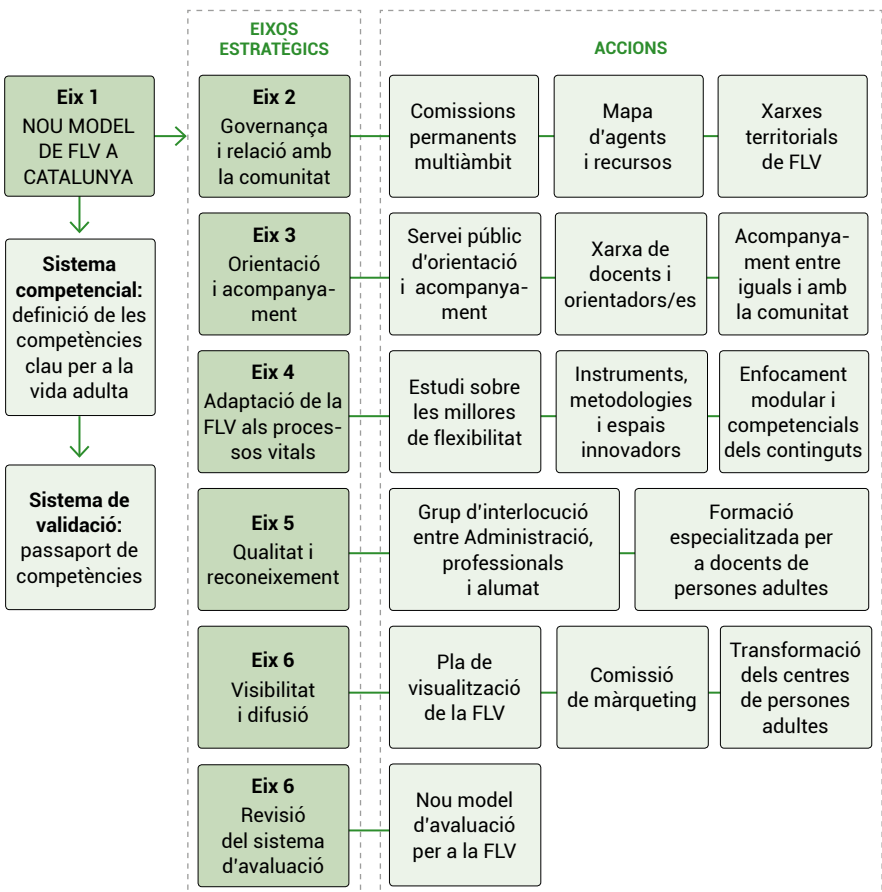 EIXOS
ESTRATÈGICS
ACCIONS
Eix 1
NOU MODEL
DE FLV A
CATALUNYA
Sistema
competencial:
definició de les
competències
clau per a la
vida adulta
Sistema de
validació:
passaport de
competències
Eix 2
Governança
i relació amb
la comunitat
Comissions
permanents
multiàmbit
Mapa
d'agents
i recursos
Xarxes
territorials
de FLV
Eix 3
Orientació
i acompanya-
ment
Servei públic
d'orientació
i acompanya-
ment
Xarxa de
docents i
orientadors/es
Acompanya-
ment entre
iguals i amb
la comunitat
Eix 4
Adaptació de la
FLV als proces-
sos vitals
Estudi sobre
les millores
de flexibilitat
Instruments,
metodologies
i espais
innovadors
Enfocament
modular i
competencials
dels continguts
Eix 5
Qualitat i
reconeixement
Grup d'interlocució
entre Administració,
professionals
i alumat
Formació
especialitzada per
a docents de
persones adultes
Eix 6
Visibilitat
i difusió
Pla de
visualització
de la FLV
Comissió
de màrqueting
Transformació
dels centres
de persones
adultes
Eix 6
Revisió
del sistema
d'avaluació
Nou model
d'avaluació
per a la FLV